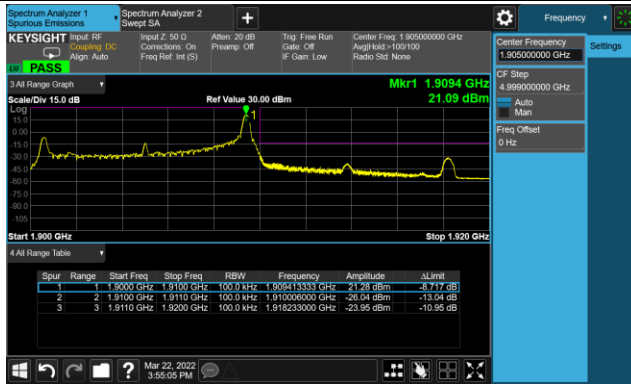 Spectrum Analyzer 1
Spurious Emissions
Spectrum Analyzer 2
Swept SA
Frequency
KEYSIGHT
Input: RF
Coupling: DC
Align: Auto
Input Z: 50 Ω
Corrections: On
Freq Ref: Int (S)
Atten: 20 dB
Preamp: Off
Trig: Free Run
Gate: Off
IF Gain: Low
Center Freq: 1.905000000 GHz
Avg|Hold >100/100
Radio Std: None
PASS
Center Frequency
1.905000000 GHz
Settings
CF Step
4.999000000 GHz
Auto
Man
Freq Offset
0 Hz
3 All Range Graph
Mkr1 1.9094 GHz
Scale/Div 15.0 dB
Ref Value 30.00 dBm
21.09 dBm
Log
15.0
0.00
-15.0
-30.0
-45.0
-60.0
-75.0
-90.0
-105
1
Start 1.900 GHz
Stop 1.920 GHz
4 All Range Table
Spur Range Start Freq Stop Freq RBW Frequency Amplitude ΔLimit
1 1 1.9000 GHz 1.9100 GHz 100.0 kHz 1.909413333 GHz 21.28 dBm -8.717 dB
2 2 1.9100 GHz 1.9110 GHz 100.0 kHz 1.910006000 GHz -26.04 dBm -13.04 dB
3 3 1.9110 GHz 1.9200 GHz 100.0 kHz 1.918233000 GHz -23.95 dBm -10.95 dB
Mar 22, 2022
3:55:05 PM